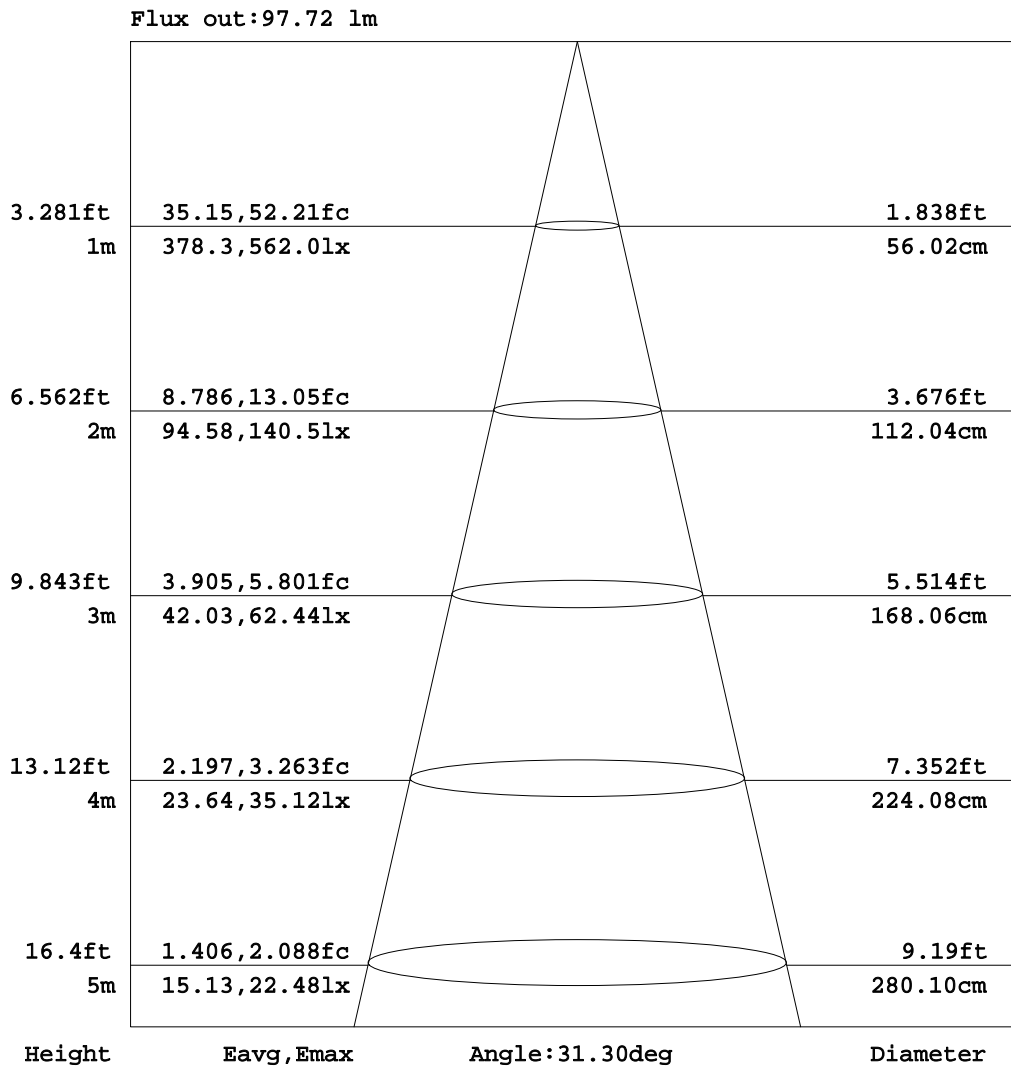 Flux out:97.72 lm
3.281ft 35.15,52.21fc 1.838ft
1m 378.3,562.0lx 56.02cm
6.562ft 8.786,13.05fc 3.676ft
2m 94.58,140.5lx 112.04cm
9.843ft 3.905,5.801fc 5.514ft
3m 42.03,62.44lx 168.06cm
13.12ft 2.197,3.263fc 7.352ft
4m 23.64,35.12lx 224.08cm
16.4ft 1.406,2.088fc 9.19ft
5m 15.13,22.48lx 280.10cm
Height Eavg,Emax Angle:31.30deg Diameter